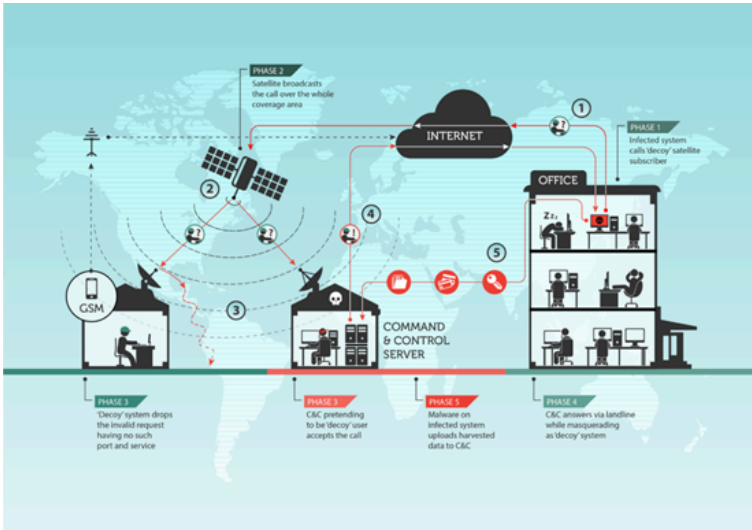 PHASE 2
Satellite broadcasts
the call over the whole
coverage area
1
?
INTERNET
PHASE 1
Infected system
calls 'decoy' satellite
subscriber
OFFICE
2
?
?
4
!
Zzz
5
GSM
3
COMMAND
& CONTROL
SERVER
PHASE 3
'Decoy' system drops
the invalid request
having no such
port and service
PHASE 3
C&C pretending
to be 'decoy' user
accepts the call
PHASE 5
Malware on
infected system
uploads harvested
data to C&C
PHASE 4
C&C answers via landline
while masquerading
as 'decoy' system